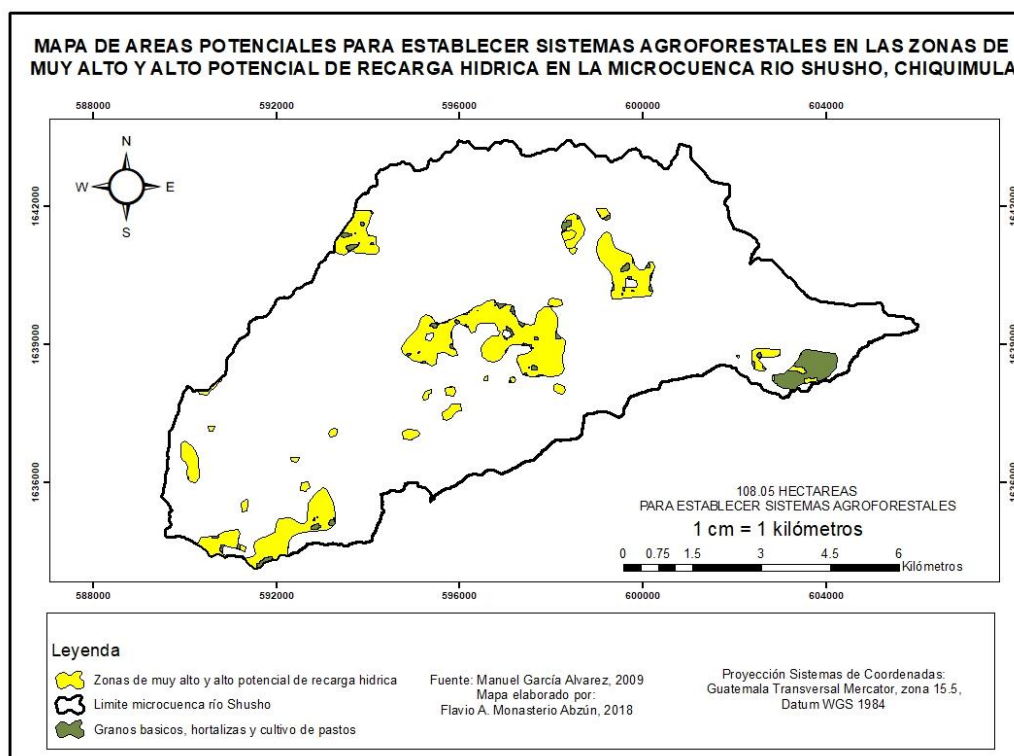 MAPA DE AREAS POTENCIALES PARA ESTABLECER SISTEMAS AGROFORESTALES EN LAS ZONAS DE
MUY ALTO Y ALTO POTENCIAL DE RECARGA HIDRICA EN LA MICROCUENCA RIO SHUSHO, CHIQUIMULA
588000 592000 596000 600000 604000
N
W E
S
1642000 1642000
1639000 1639000
1636000 1636000
108.05 HECTAREAS
PARA ESTABLECER SISTEMAS AGROFORESTALES
1 cm = 1 kilómetros
0 0.75 1.5 3 4.5 6
Kilómetros
588000 592000 596000 600000 604000
Leyenda
Zonas de muy alto y alto potencial de recarga hidrica
Limite microcuenca río Shusho
Granos basicos, hortalizas y cultivo de pastos
Fuente: Manuel García Alvarez, 2009
Mapa elaborado por:
Flavio A. Monasterio Abzún, 2018
Proyección Sistemas de Coordenadas:
Guatemala Transversal Mercator, zona 15.5,
Datum WGS 1984